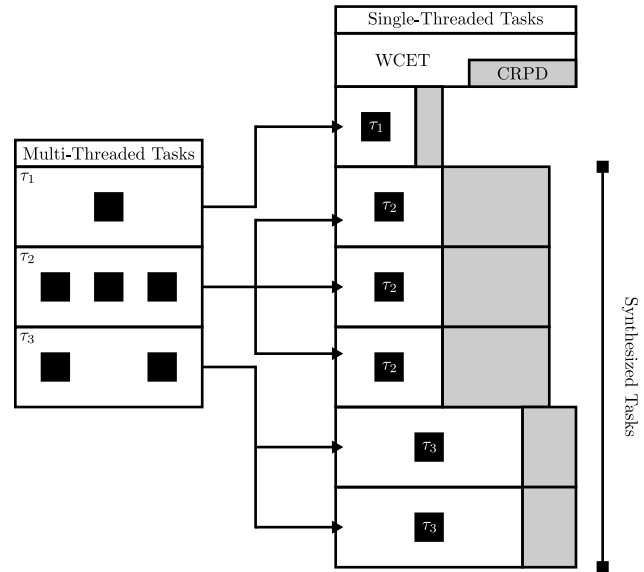 Single-Threaded Tasks
WCET
CRPD
τ1
Multi-Threaded Tasks
τ1
τ2
τ2
τ2
τ3
τ2
τ3
τ3
Synthesized Tasks